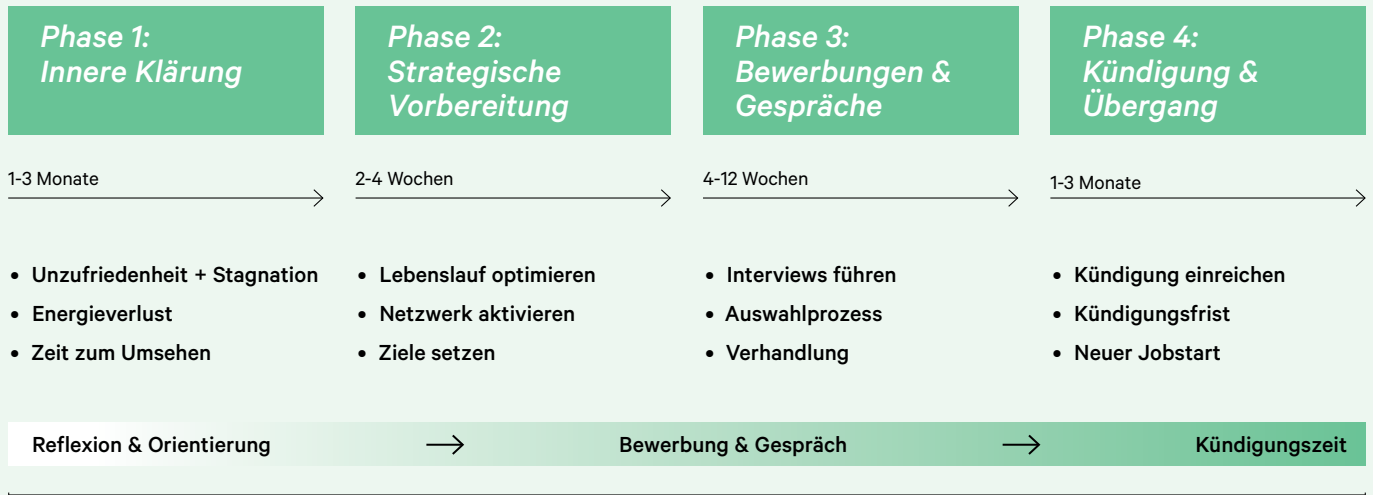 Phase 1:
Innere Klärung
Phase 2:
Strategische
Vorbereitung
Phase 3:
Bewerbungen &
Gespräche
Phase 4:
Kündigung &
Übergang
1-3 Monate
2-4 Wochen
4-12 Wochen
1-3 Monate
• Unzufriedenheit + Stagnation
• Energieverlust
• Zeit zum Umsehen
• Lebenslauf optimieren
• Netzwerk aktivieren
• Ziele setzen
• Interviews führen
• Auswahlprozess
• Verhandlung
• Kündigung einreichen
• Kündigungsfrist
• Neuer Jobstart
Reflexion & Orientierung
Bewerbung & Gespräch
Kündigungszeit